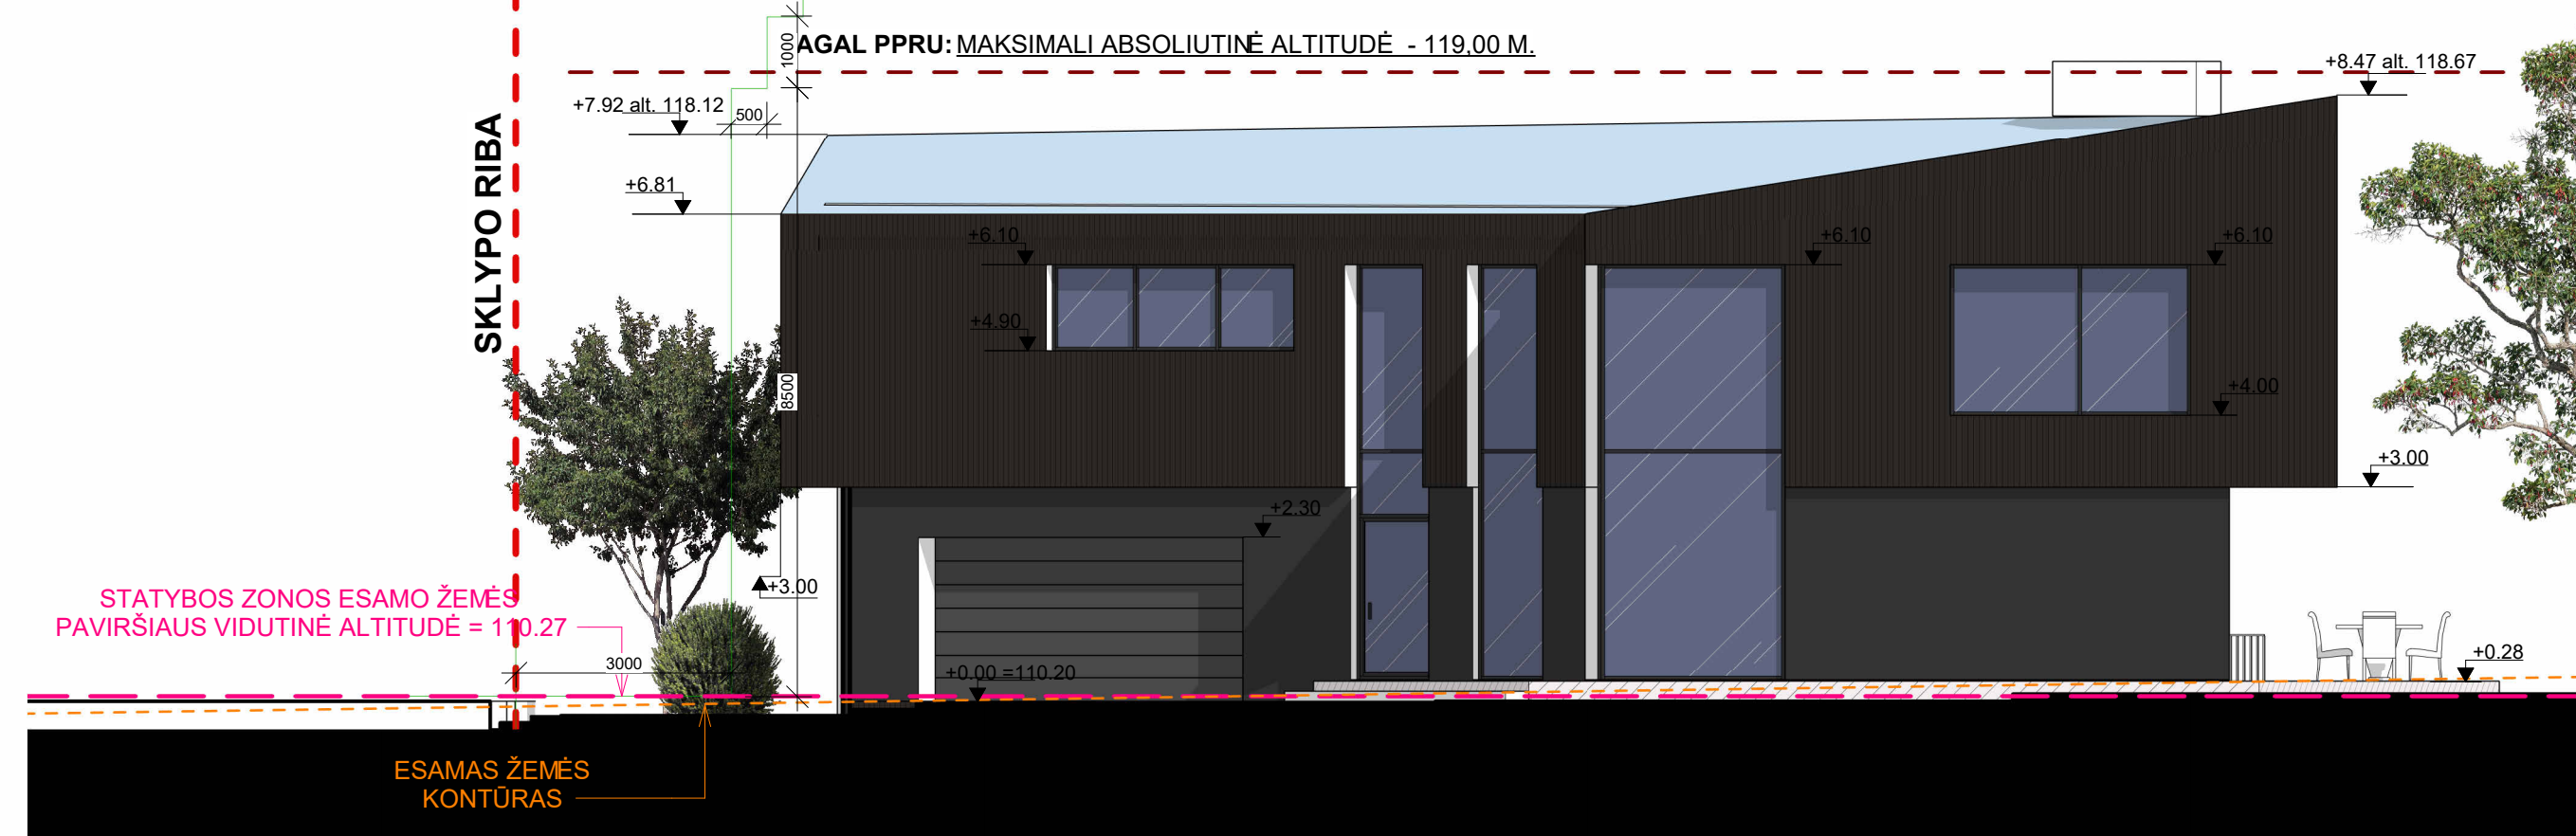 AGAL PPRU: MAKSIMALI ABSOLIUTINĖ ALTITUDĖ - 119,00 M.
1000
+8.47 alt. 118.67
+7.92 alt. 118.12
500
SKLYPO RIBA
+6.81
+6.10
+6.10
+6.10
+4.90
8500
+4.00
+3.00
+2.30
+3.00
STATYBOS ZONOS ESAMO ŽEMĖS
PAVIRŠIAUS VIDUTINĖ ALTITUDĖ = 110.27
3000
+0.00 =110.20
+0.28
ESAMAS ŽEMĖS
KONTŪRAS